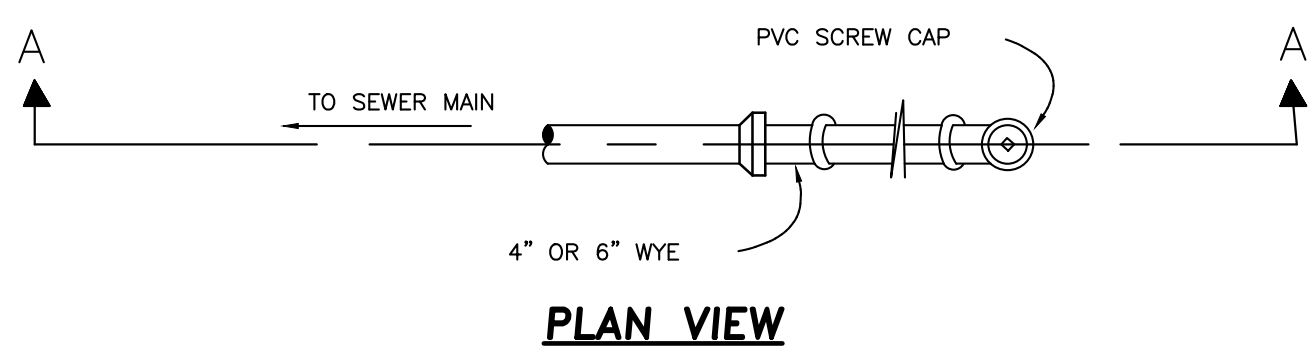 A
PVC SCREW CAP
A
TO SEWER MAIN
4” OR 6” WYE
PLAN VIEW